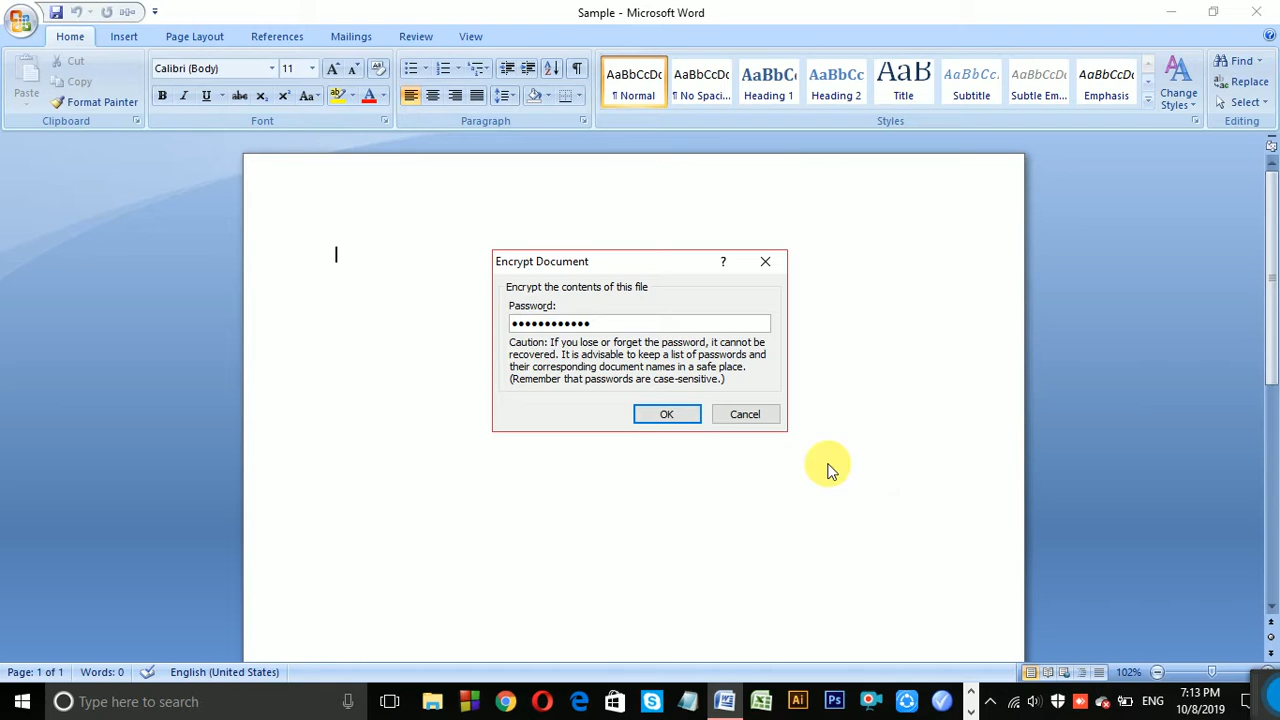 Sample - Microsoft Word
Home Insert Page Layout References Mailings Review View
Paste
Cut
Copy
Format Painter
Clipboard
Calibri (Body) 11
B I U abc x₂ x² Aa
Font
Paragraph
AaBbCcDc AaBbCcDc AaBbCc AaBbCc AaB AaBbCc. AaBbCcDc AaBbCcDc
¶ Normal ¶ No Spaci... Heading 1 Heading 2 Title Subtitle Subtle Em... Emphasis
Change Styles
Styles
Find
Replace
Select
Editing
Encrypt Document ?
Encrypt the contents of this file
Password:
●●●●●●●●●●●●
Caution: If you lose or forget the password, it cannot be
recovered. It is advisable to keep a list of passwords and
their corresponding document names in a safe place.
(Remember that passwords are case-sensitive.)
OK Cancel
Page: 1 of 1 Words: 0 English (United States) 102%
Type here to search
Ai Ps
ENG
7:13 PM
10/8/2019